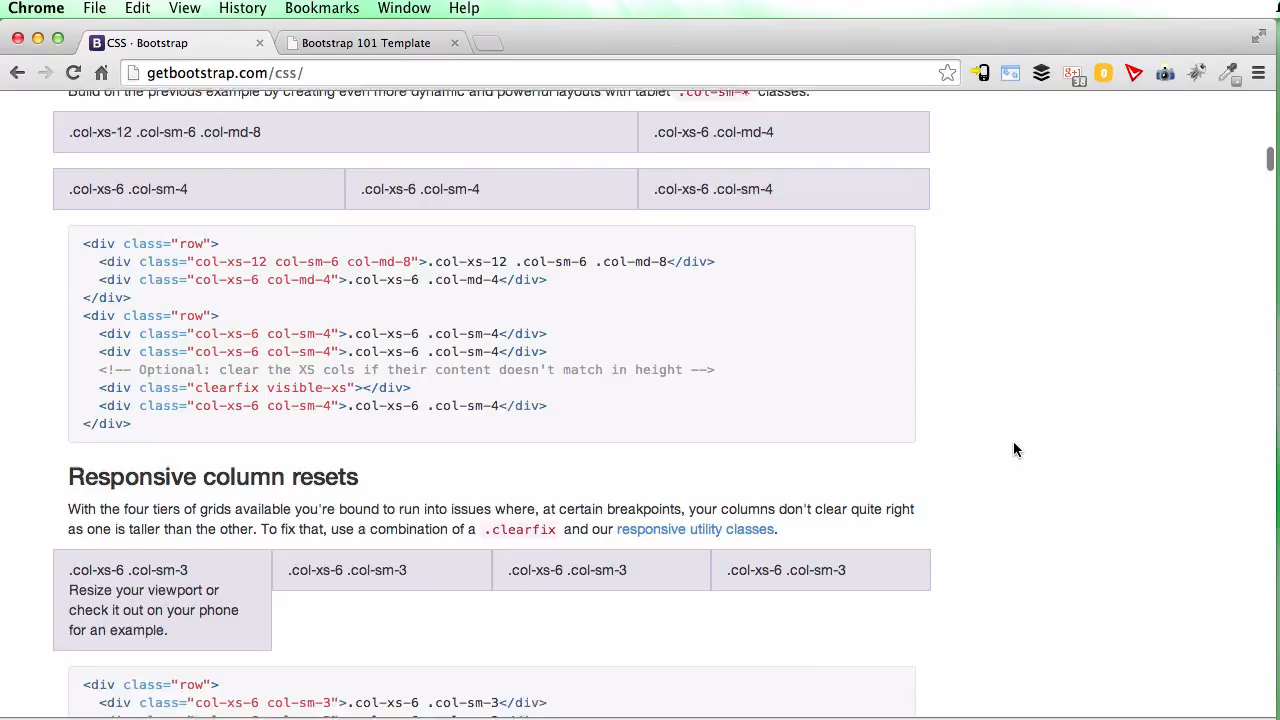 Chrome File Edit View History Bookmarks Window Help
CSS · Bootstrap
Bootstrap 101 Template
getbootstrap.com/css/
Build on the previous example by creating even more dynamic and powerful layouts with tablet .col-sm-* classes.
.col-xs-12 .col-sm-6 .col-md-8
.col-xs-6 .col-md-4
.col-xs-6 .col-sm-4
.col-xs-6 .col-sm-4
.col-xs-6 .col-sm-4
<div class="row">
<div class="col-xs-12 col-sm-6 col-md-8">.col-xs-12 .col-sm-6 .col-md-8</div>
<div class="col-xs-6 col-md-4">.col-xs-6 .col-md-4</div>
</div>
<div class="row">
<div class="col-xs-6 col-sm-4">.col-xs-6 .col-sm-4</div>
<div class="col-xs-6 col-sm-4">.col-xs-6 .col-sm-4</div>
<!-- Optional: clear the XS cols if their content doesn't match in height -->
<div class="clearfix visible-xs"></div>
<div class="col-xs-6 col-sm-4">.col-xs-6 .col-sm-4</div>
</div>
Responsive column resets
With the four tiers of grids available you're bound to run into issues where, at certain breakpoints, your columns don't clear quite right
as one is taller than the other. To fix that, use a combination of a .clearfix and our responsive utility classes.
.col-xs-6 .col-sm-3
Resize your viewport or
check it out on your phone
for an example.
.col-xs-6 .col-sm-3
.col-xs-6 .col-sm-3
.col-xs-6 .col-sm-3
<div class="row">
<div class="col-xs-6 col-sm-3">.col-xs-6 .col-sm-3</div>